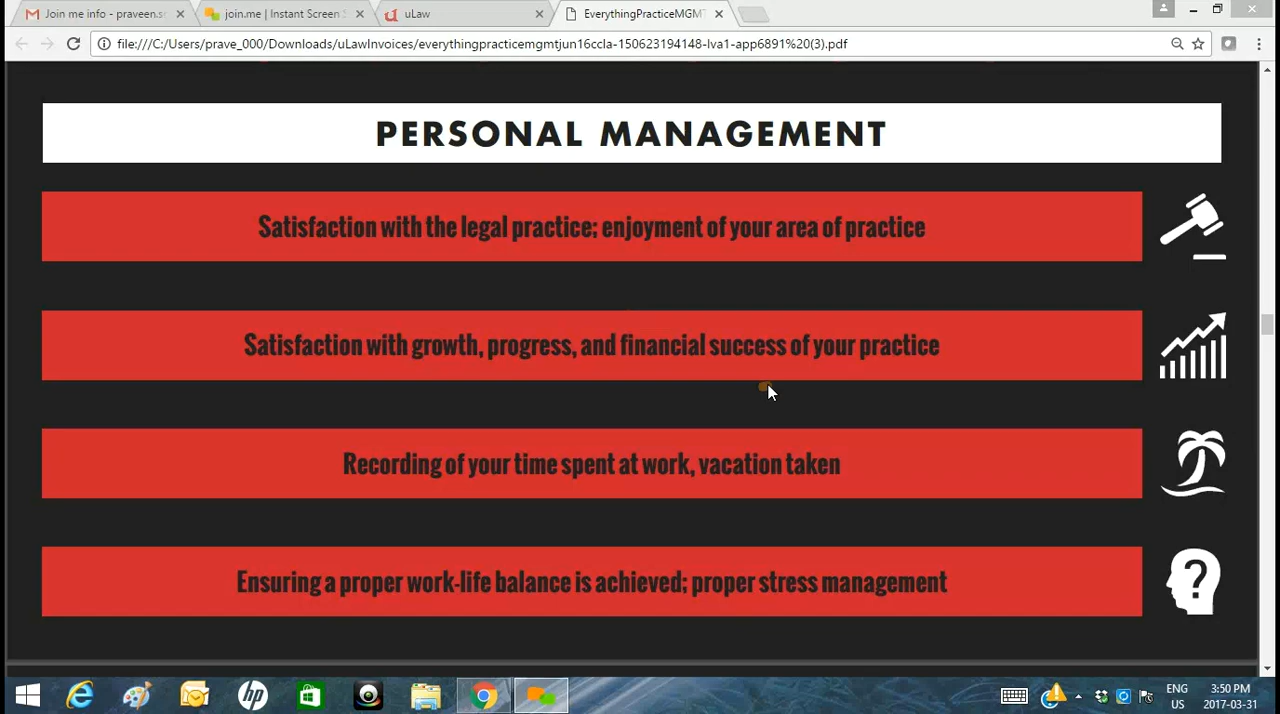 Join me info - praveen.s
join.me | Instant Screen S
uLaw
EverythingPracticeMGMT
file:///C:/Users/prave_000/Downloads/uLawInvoices/everythingpracticemgmtjun16ccla-150623194148-lva1-app6891%20(3).pdf
PERSONAL MANAGEMENT
Satisfaction with the legal practice; enjoyment of your area of practice
Satisfaction with growth, progress, and financial success of your practice
Recording of your time spent at work, vacation taken
Ensuring a proper work-life balance is achieved; proper stress management
?
hp
ENG
US
3:50 PM
2017-03-31